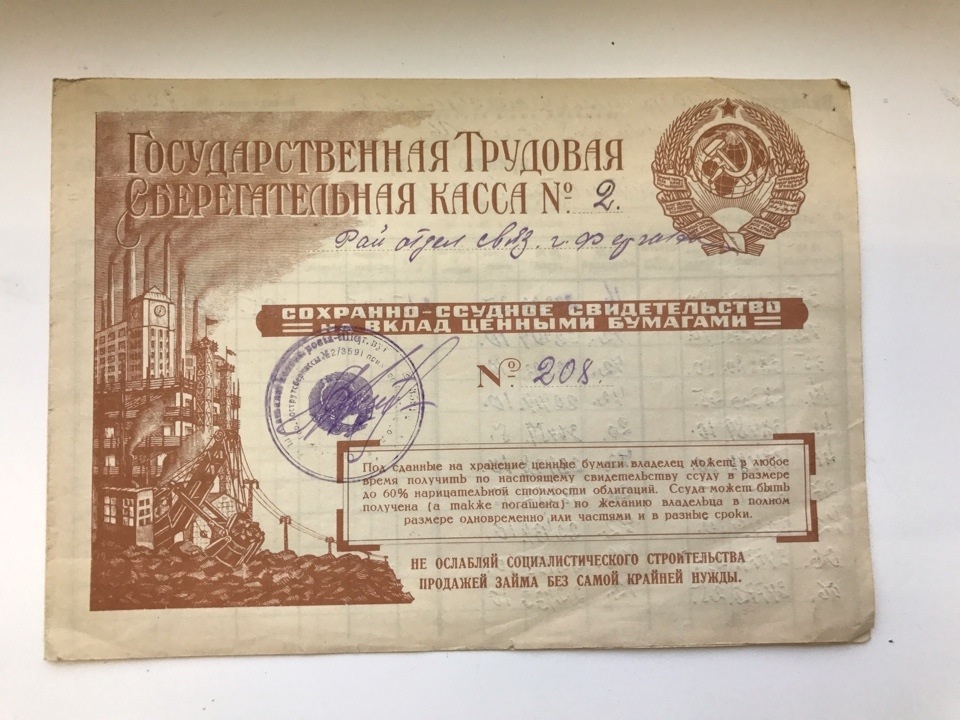 Государственная Трудовая
Сберегательная касса № 2.
Рай отдел связ. г. Фергана
СОХРАННО-ССУДНОЕ СВИДЕТЕЛЬСТВО
НА ВКЛАД ЦЕННЫМИ БУМАГАМИ
№ 208.
Под сданные на хранение ценные бумаги владелец может в любое
время получить по настоящему свидетельству ссуду в размере
до 60% нарицательной стоимости облигаций. Ссуда может быть
получена (а также погашена) по желанию владельца в полном
размере одновременно или частями и в разные сроки.
НЕ ОСЛАБЛЯЙ СОЦИАЛИСТИЧЕСКОГО СТРОИТЕЛЬСТВА
ПРОДАЖЕЙ ЗАЙМА БЕЗ САМОЙ КРАЙНЕЙ НУЖДЫ.